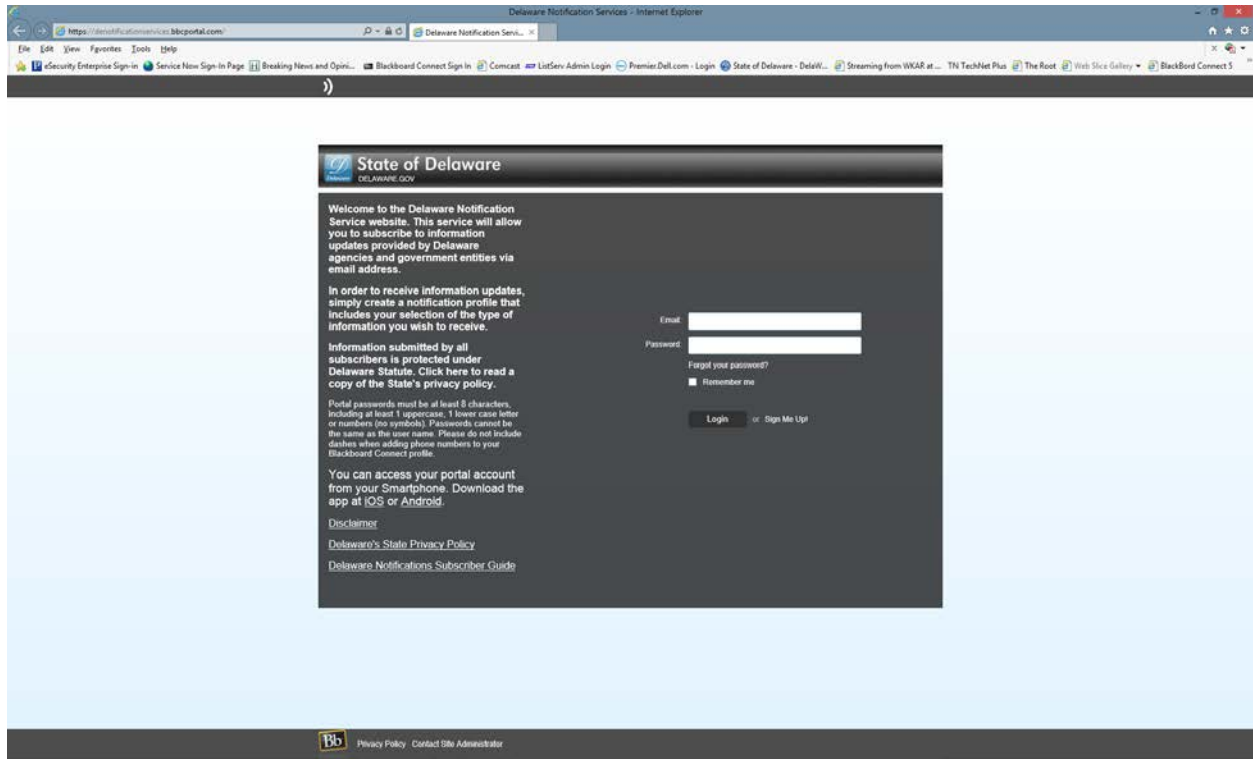 Delaware Notification Services - Internet Explorer
https://denotificationservices.bbcportal.com/
Delaware Notification Servi...
File Edit View Favorites Tools Help
eSecurity Enterprise Sign-in Service Now Sign-In Page Breaking News and Opini... Blackboard Connect Sign In Comcast ListServ Admin Login Premier.Dell.com - Login State of Delaware - DelaW... Streaming from WKAR at ... TN TechNet Plus The Root Web Slice Gallery BlackBord Connect 5
State of Delaware
DELAWARE.GOV
Welcome to the Delaware Notification
Service website. This service will allow
you to subscribe to information
updates provided by Delaware
agencies and government entities via
email address.
In order to receive information updates,
simply create a notification profile that
includes your selection of the type of
information you wish to receive.
Information submitted by all
subscribers is protected under
Delaware Statute. Click here to read a
copy of the State's privacy policy.
Portal passwords must be at least 8 characters,
including at least 1 uppercase, 1 lower case letter
or numbers (no symbols). Passwords cannot be
the same as the user name. Please do not include
dashes when adding phone numbers to your
Blackboard Connect profile.
You can access your portal account
from your Smartphone. Download the
app at iOS or Android.
Disclaimer
Delaware's State Privacy Policy
Delaware Notifications Subscriber Guide
Email:
Password:
Forgot your password?
Remember me
Login or Sign Me Up!
Bb Privacy Policy Contact Site Administrator